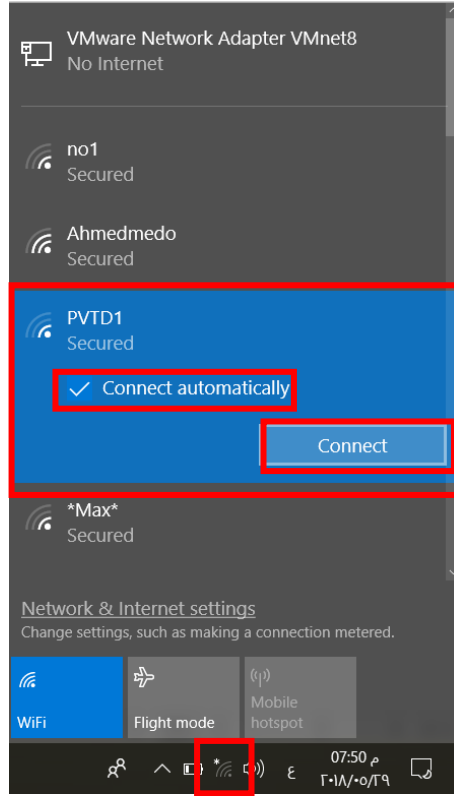 VMware Network Adapter VMnet8
No Internet
no1
Secured
Ahmedmedo
Secured
PVTD1
Secured
Connect automatically
Connect
*Max*
Secured
Network & Internet settings
Change settings, such as making a connection metered.
WiFi
Flight mode
Mobile
hotspot
ع
07:50 م
٢٠١٨/٠٥/٢٩